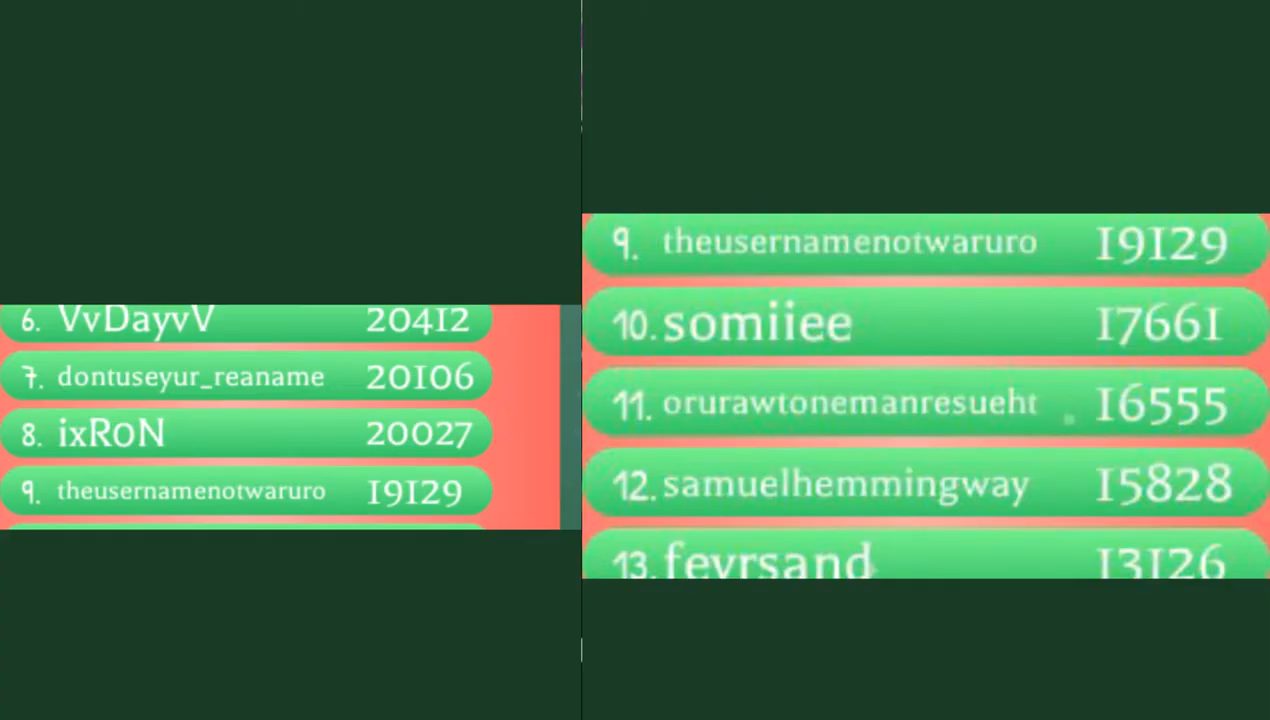 6. VvDayvV 20412
7. dontuseyur_reaname 20106
8. ixRoN 20027
9. theusernamenotwaruro 19129
9. theusernamenotwaruro 19129
10. somiiee 17661
11. orurawtonemanresueht 16555
12. samuelhemmingway 15828
13. feyrsand 13126